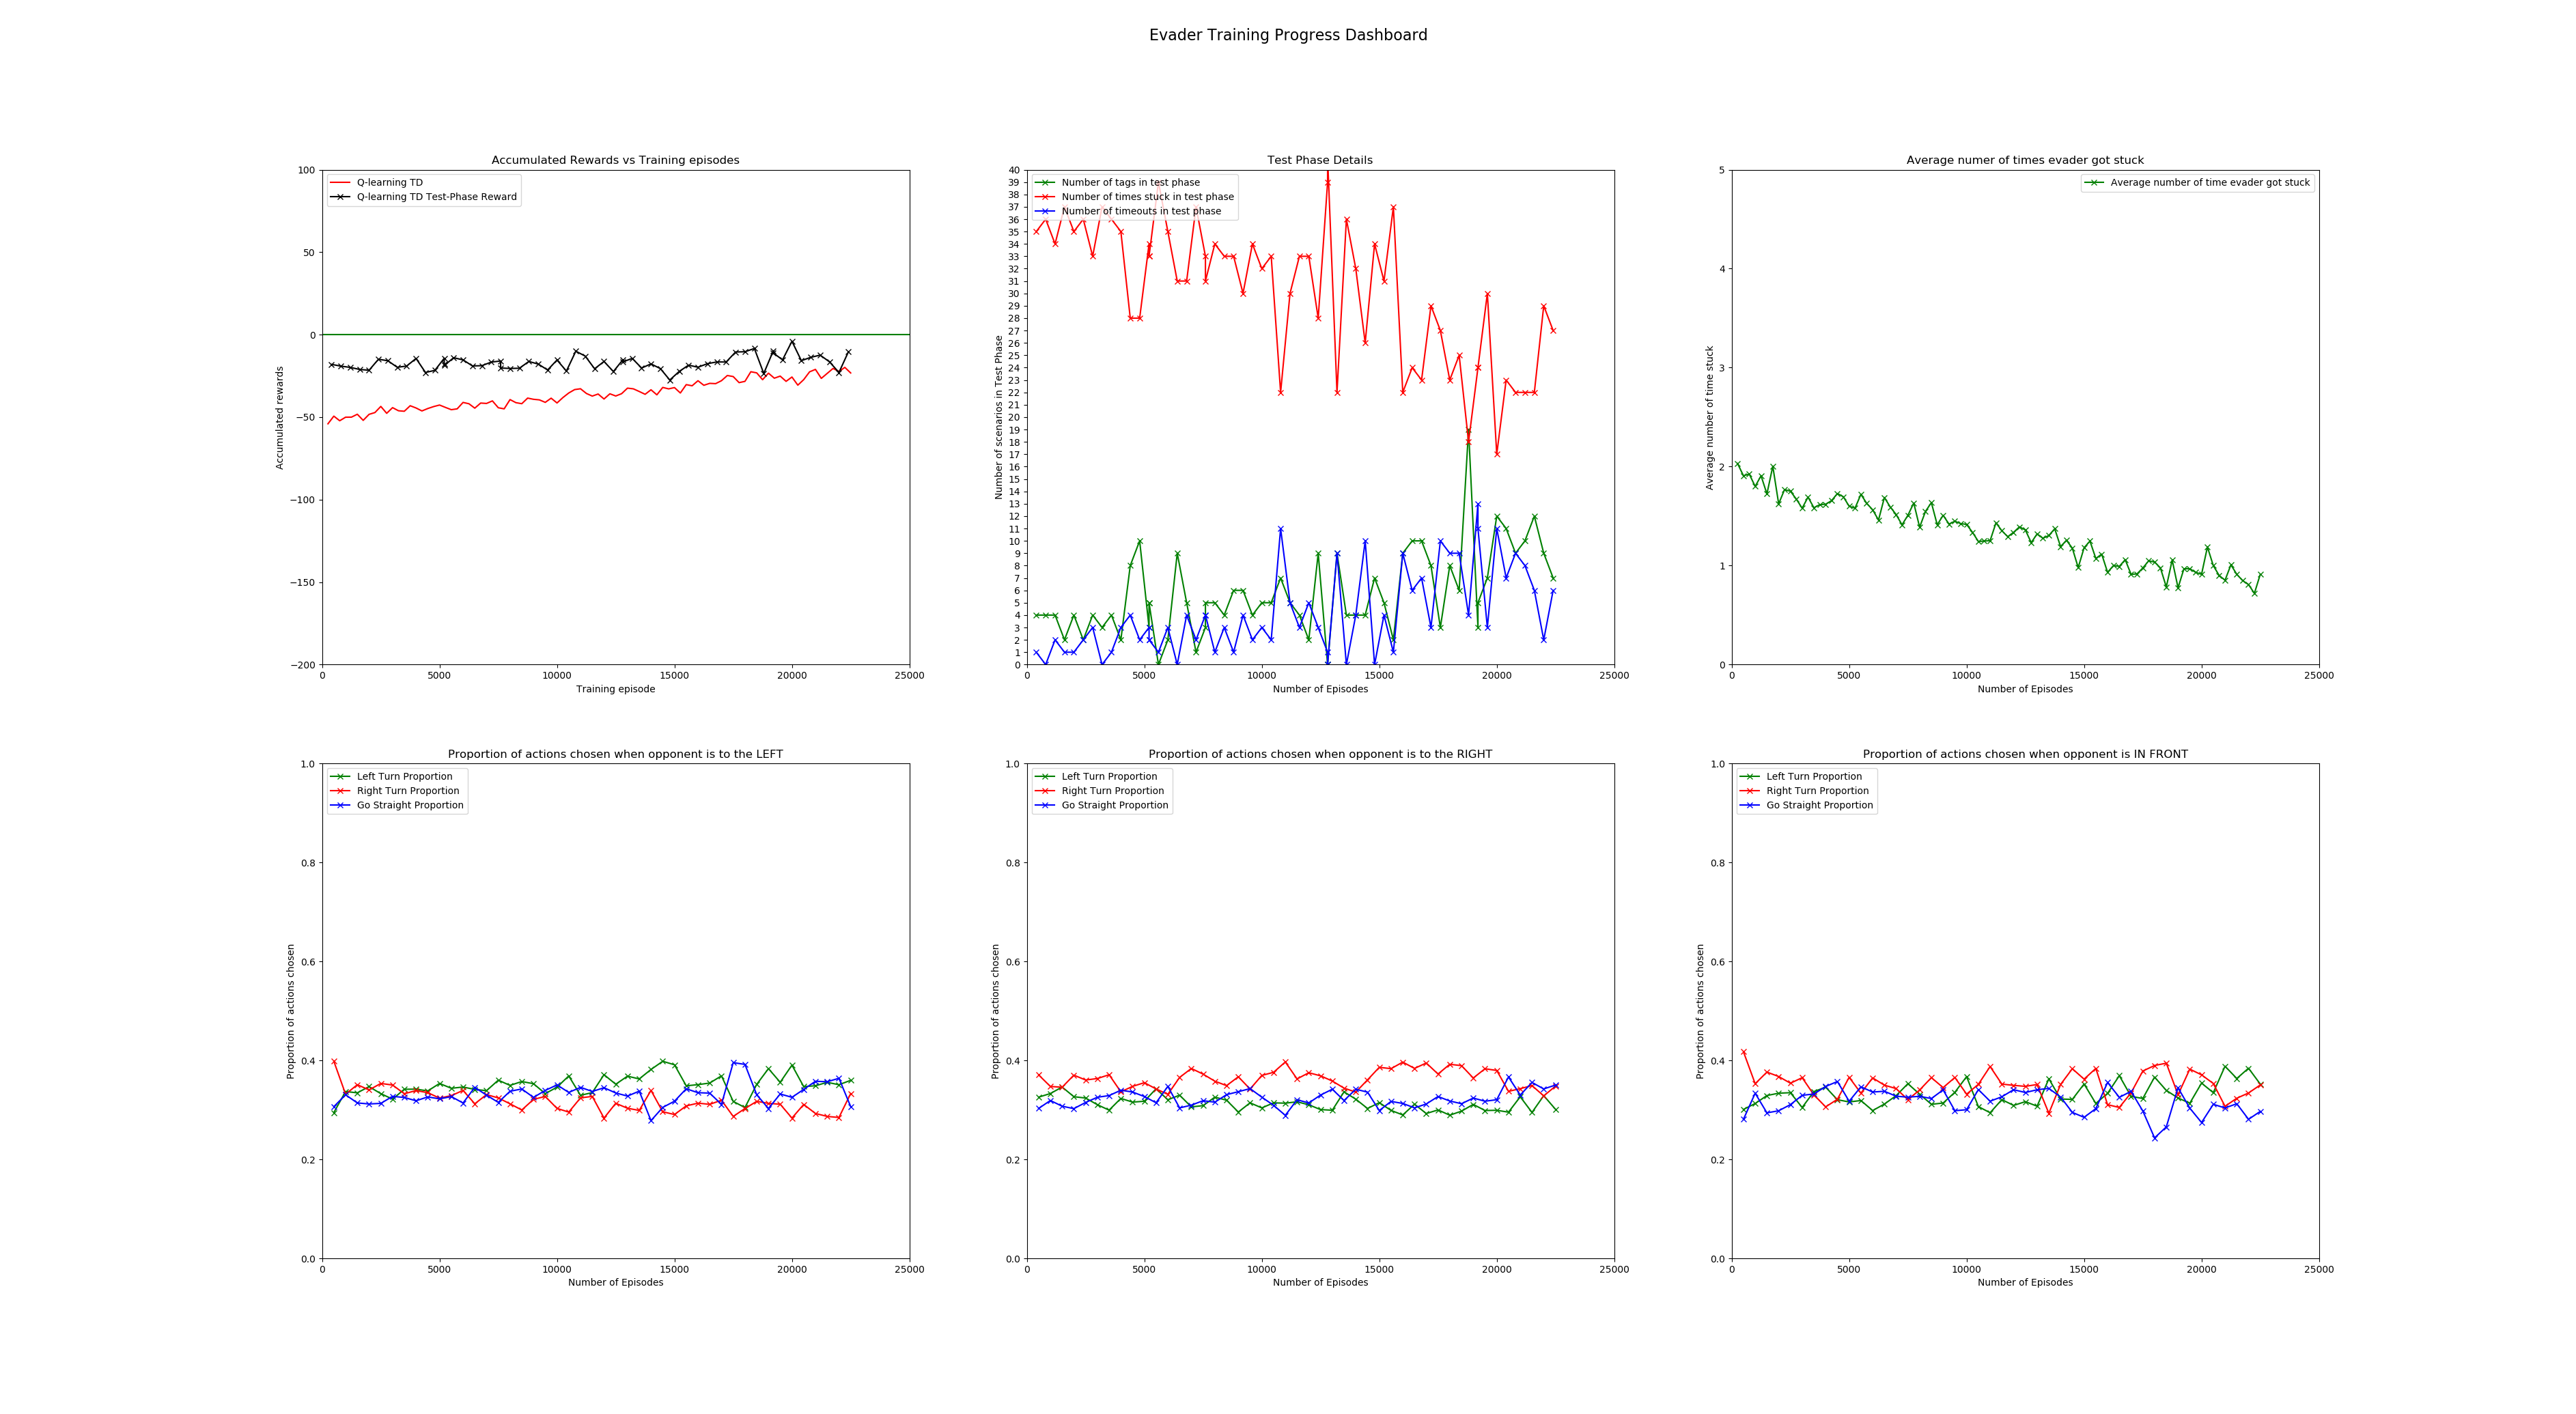 Evader Training Progress Dashboard
Accumulated Rewards vs Training episodes
100
50
0
−50
−100
−150
−200
Accumulated rewards
Q-learning TD
Q-learning TD Test-Phase Reward
0 5000 10000 15000 20000 25000
Training episode
Test Phase Details
40
39
38
37
36
35
34
33
32
31
30
29
28
27
26
25
24
23
22
21
20
19
18
17
16
15
14
13
12
11
10
9
8
7
6
5
4
3
2
1
0
Number of scenarios in Test Phase
Number of tags in test phase
Number of times stuck in test phase
Number of timeouts in test phase
0 5000 10000 15000 20000 25000
Number of Episodes
Average numer of times evader got stuck
5
4
3
2
1
0
Average number of time stuck
Average number of time evader got stuck
0 5000 10000 15000 20000 25000
Number of Episodes
Proportion of actions chosen when opponent is to the LEFT
1.0
0.8
0.6
0.4
0.2
0.0
Proportion of actions chosen
Left Turn Proportion
Right Turn Proportion
Go Straight Proportion
0 5000 10000 15000 20000 25000
Number of Episodes
Proportion of actions chosen when opponent is to the RIGHT
1.0
0.8
0.6
0.4
0.2
0.0
Proportion of actions chosen
Left Turn Proportion
Right Turn Proportion
Go Straight Proportion
0 5000 10000 15000 20000 25000
Number of Episodes
Proportion of actions chosen when opponent is IN FRONT
1.0
0.8
0.6
0.4
0.2
0.0
Proportion of actions chosen
Left Turn Proportion
Right Turn Proportion
Go Straight Proportion
0 5000 10000 15000 20000 25000
Number of Episodes